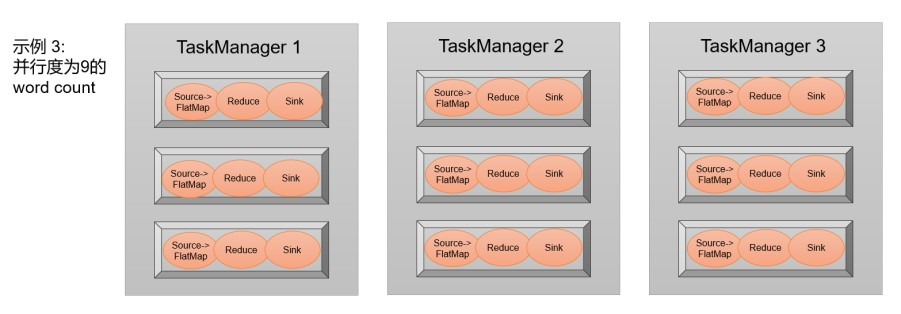 示例 3:
并行度为9的
word count
TaskManager 1
Source->
FlatMap
Reduce
Sink
Source->
FlatMap
Reduce
Sink
Source->
FlatMap
Reduce
Sink
TaskManager 2
Source->
FlatMap
Reduce
Sink
Source->
FlatMap
Reduce
Sink
Source->
FlatMap
Reduce
Sink
TaskManager 3
Source->
FlatMap
Reduce
Sink
Source->
FlatMap
Reduce
Sink
Source->
FlatMap
Reduce
Sink